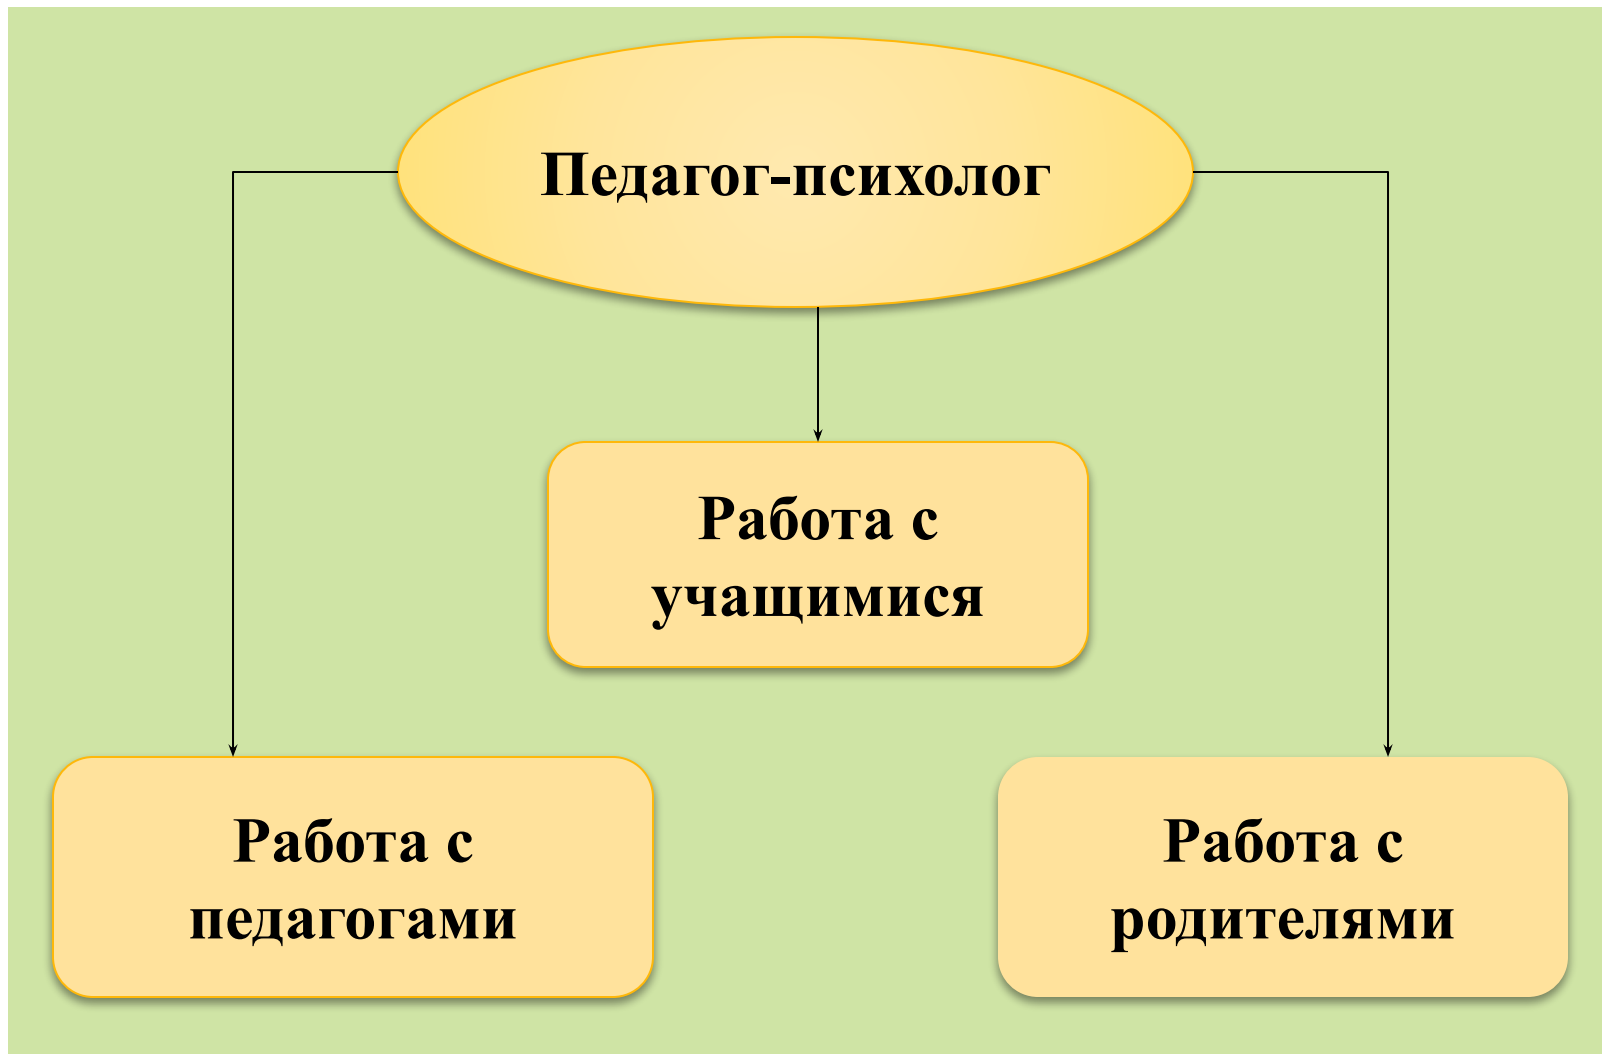 Педагог-психолог
Работа с
учащимися
Работа с
педагогами
Работа с
родителями